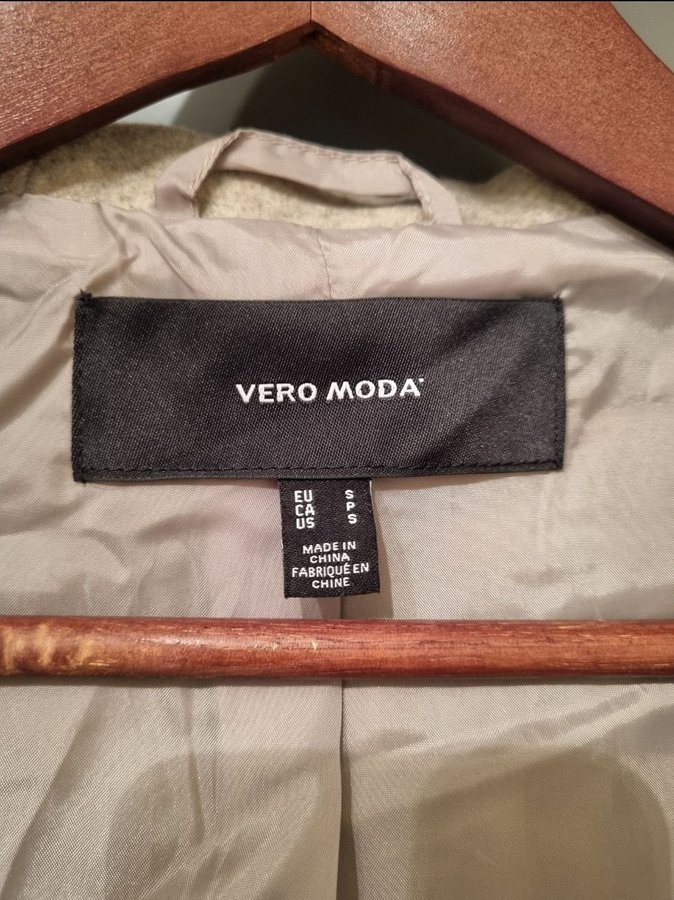 VERO MODA
EU S
CA P
US S
MADE IN
CHINA
FABRIQUÉ EN
CHINE